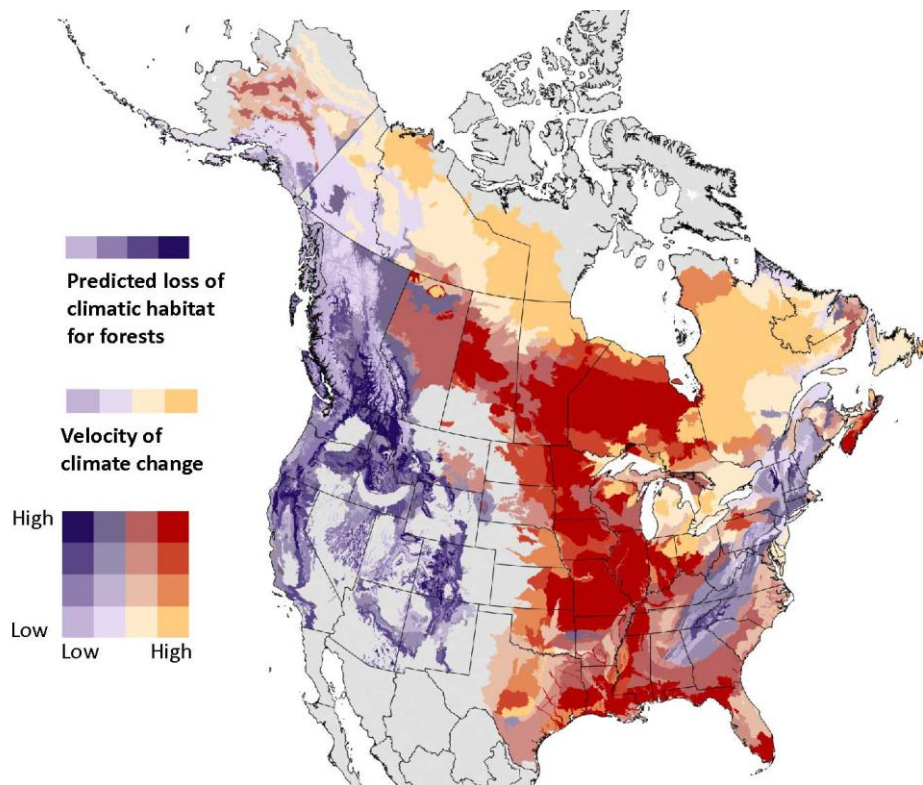 Predicted loss of
climatic habitat
for forests
Velocity of
climate change
High
Low
Low
High